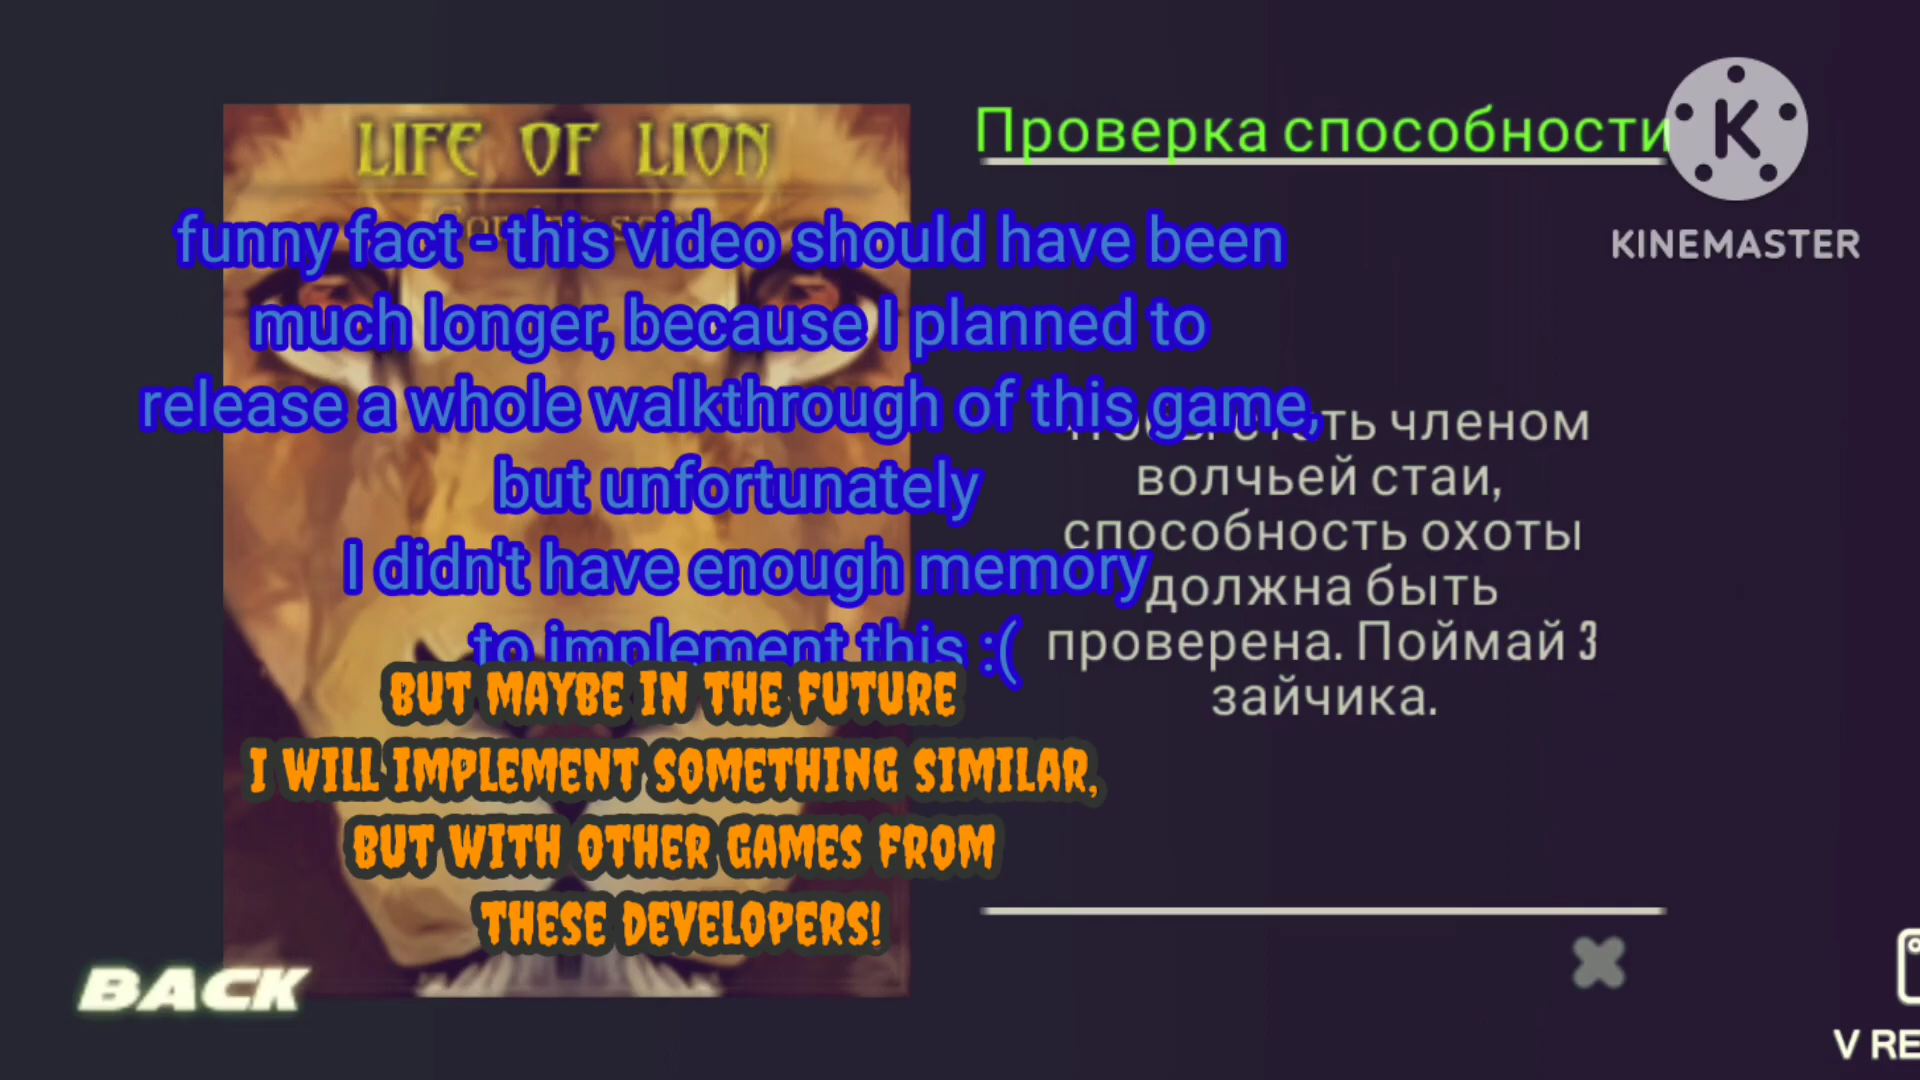 LIFE OF LION
funny fact - this video should have been
much longer, because I planned to
release a whole walkthrough of this game,
but unfortunately
I didn't have enough memory
to implement this :(
BUT MAYBE IN THE FUTURE
I WILL IMPLEMENT SOMETHING SIMILAR,
BUT WITH OTHER GAMES FROM
THESE DEVELOPERS!
BACK
Проверка способности
членом
волчьей стаи,
способность охоты
должна быть
проверена. Поймай 3
зайчика.
K
KINEMASTER
V RE